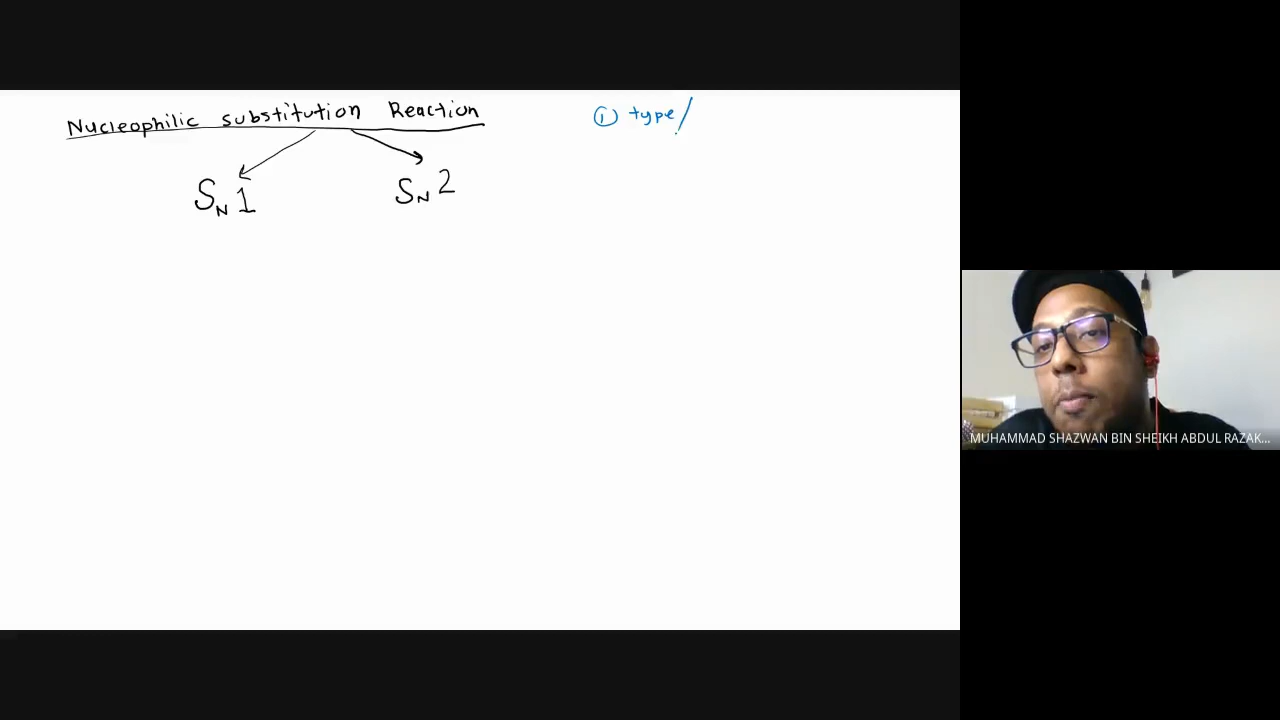 Nucleophilic substitution Reaction
① type/
SN1
SN2
MUHAMMAD SHAZWAN BIN SHEIKH ABDUL RAZAK...